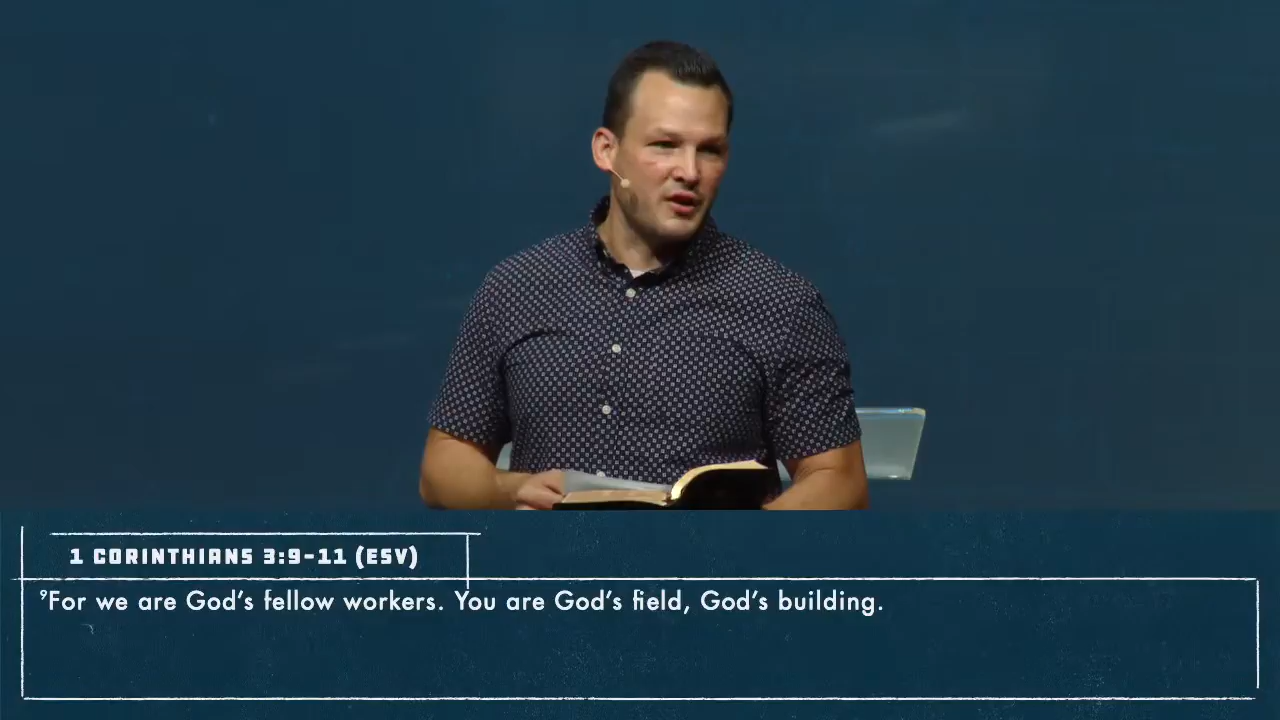 1 CORINTHIANS 3:9-11 (ESV)
⁹For we are God's fellow workers. You are God's field, God's building.